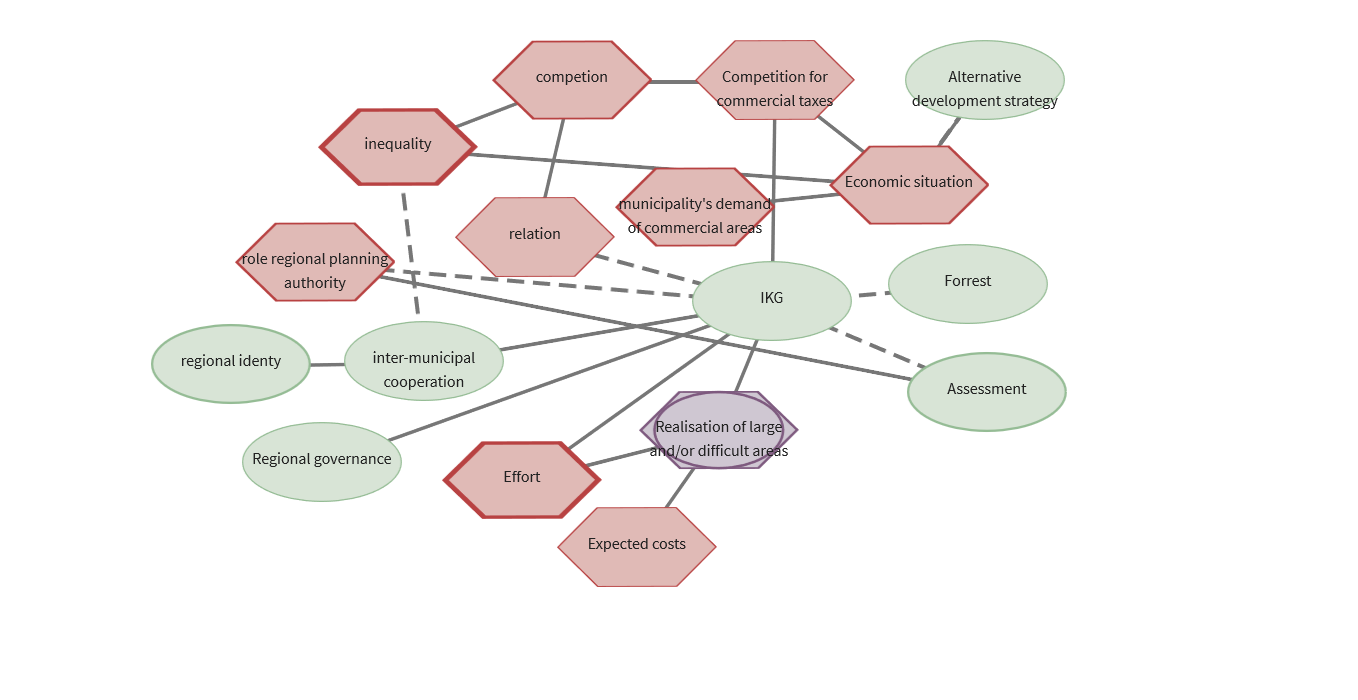 competion
Competition for
commercial taxes
Alternative
development strategy
inequality
Economic situation
municipality's demand
of commercial areas
relation
role regional planning
authority
IKG
Forrest
regional identy
inter-municipal
cooperation
Assessment
Regional governance
Realisation of large
and/or difficult areas
Effort
Expected costs